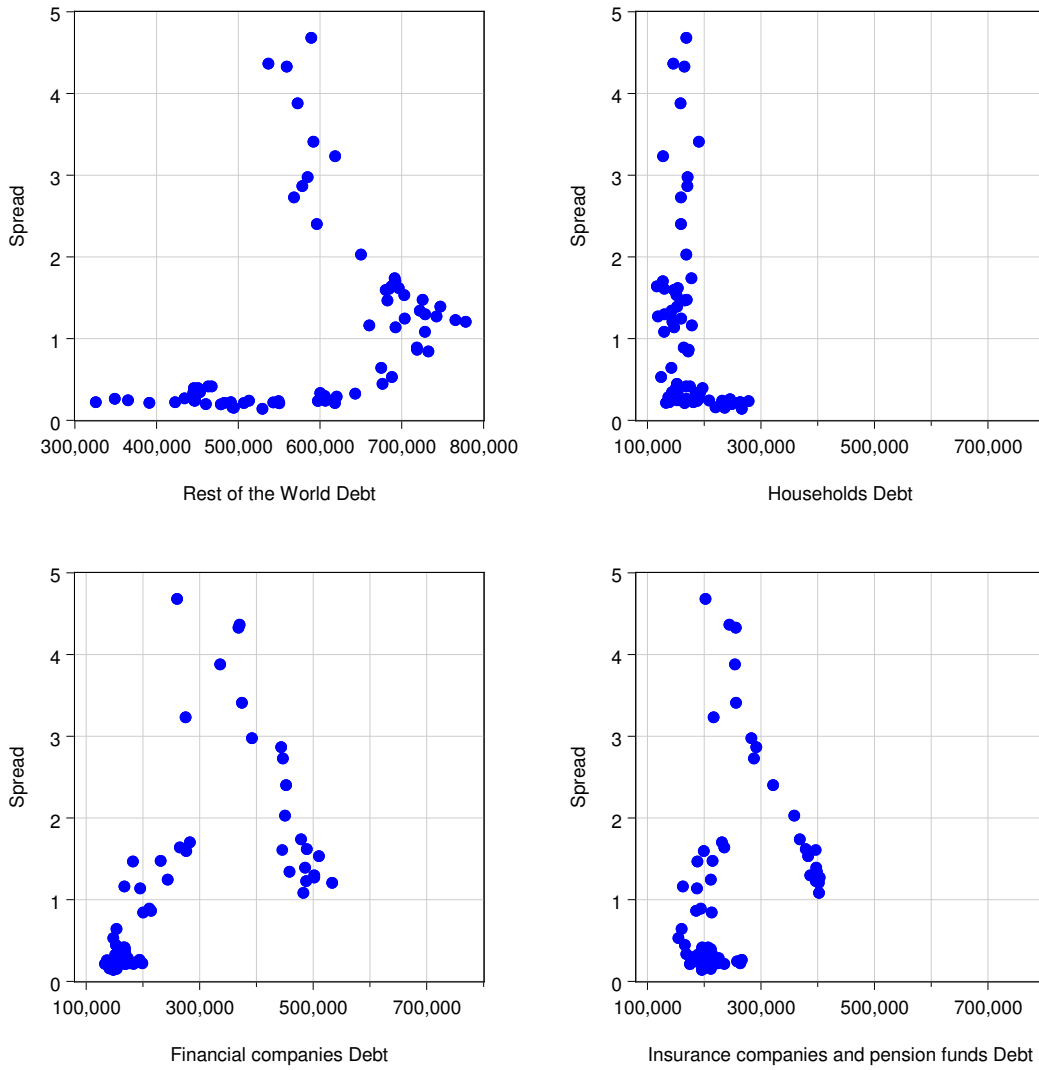 5
4
3
2
1
0
Spread
300,000 400,000 500,000 600,000 700,000 800,000
Rest of the World Debt
5
4
3
2
1
0
Spread
100,000 300,000 500,000 700,000
Households Debt
5
4
3
2
1
0
Spread
100,000 300,000 500,000 700,000
Financial companies Debt
5
4
3
2
1
0
Spread
100,000 300,000 500,000 700,000
Insurance companies and pension funds Debt